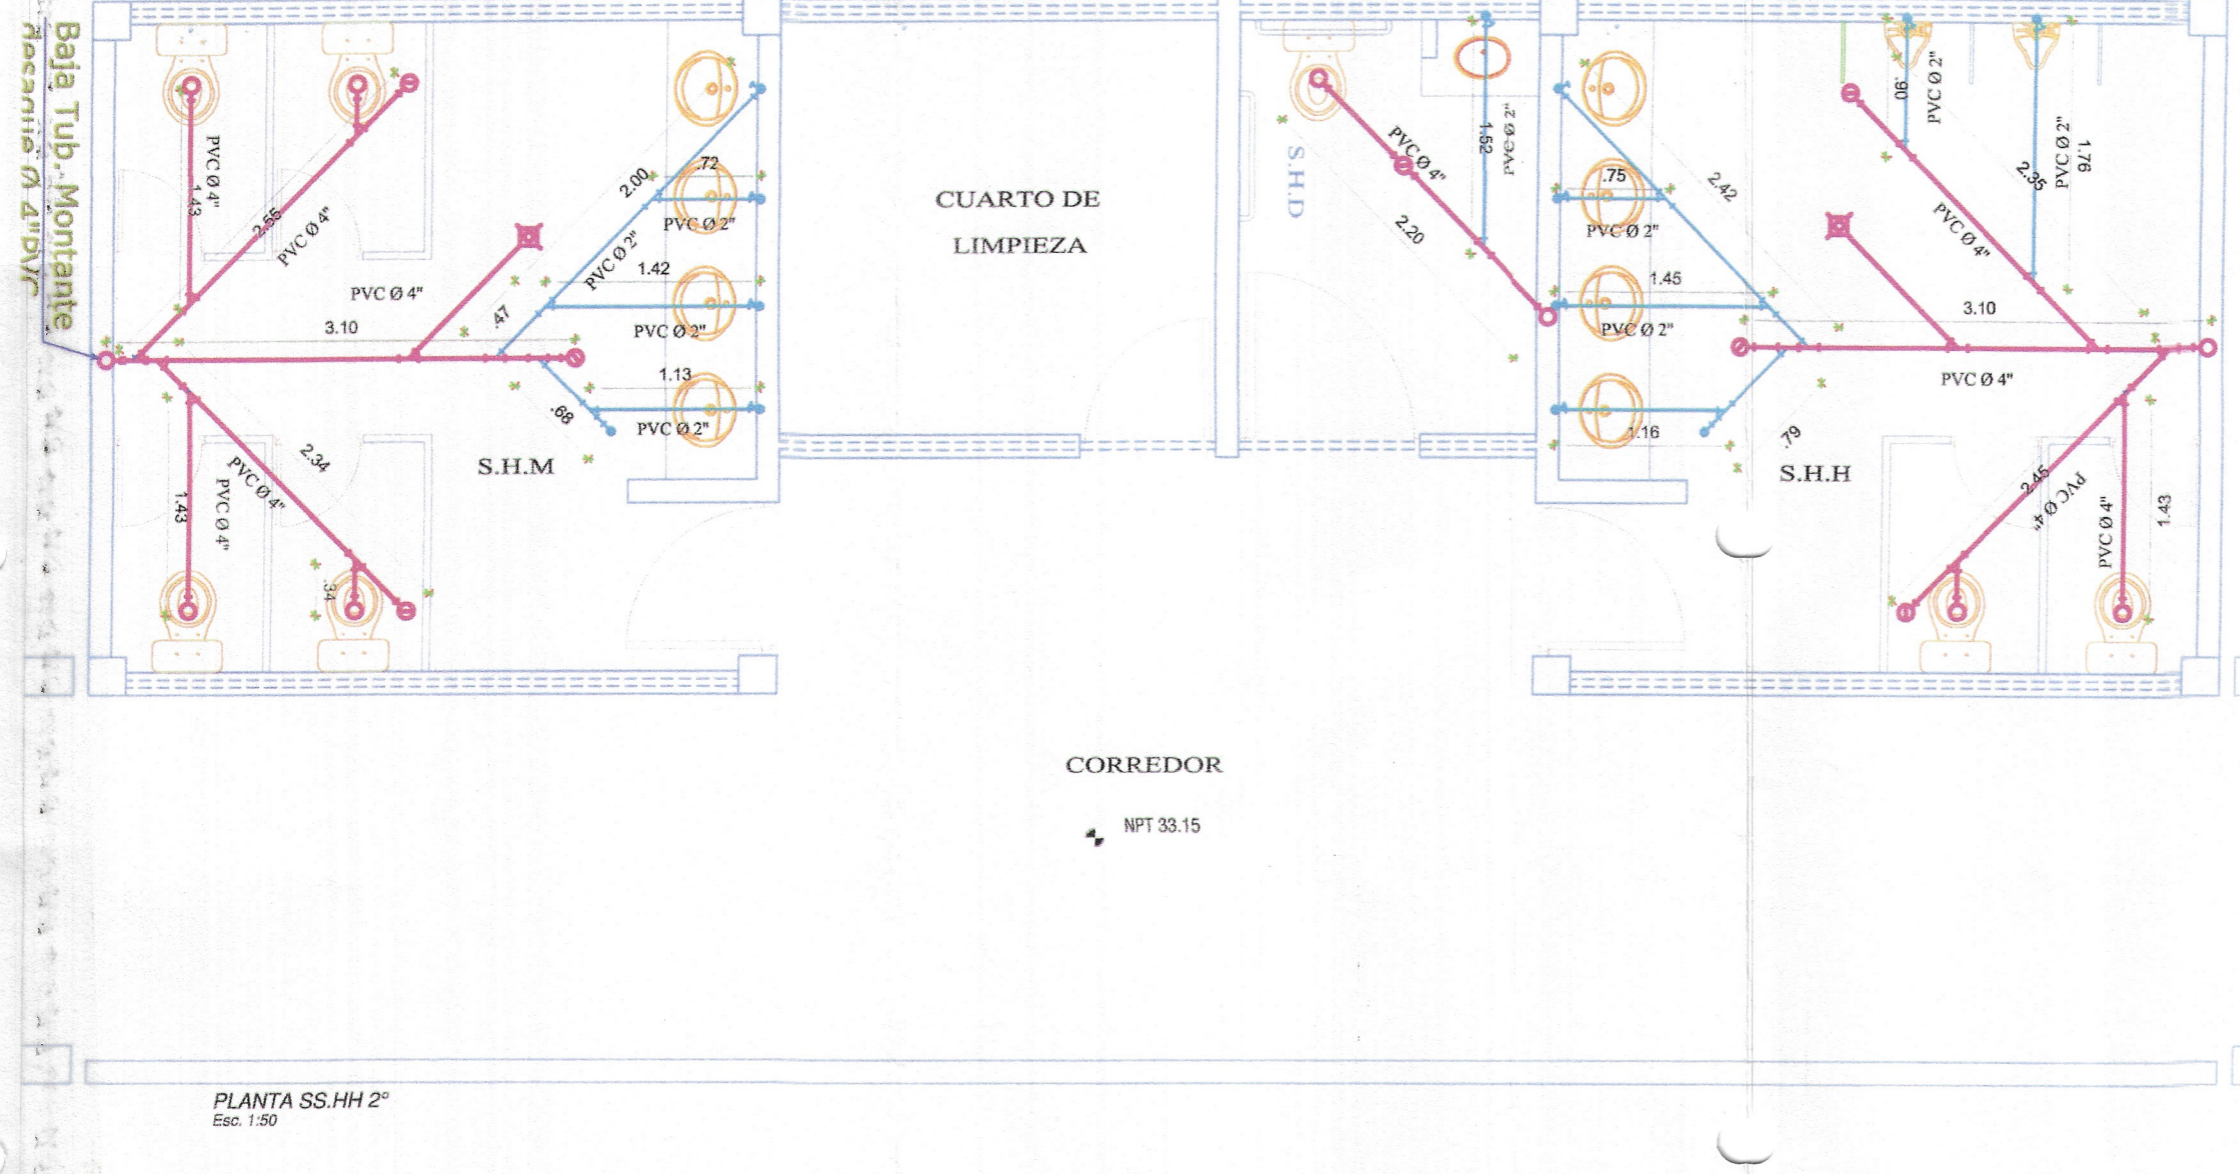 Baja Tub. Montante
desague Ø 4"PVC
PVC Ø 4"
1.43
2.55
PVC Ø 4"
PVC Ø 4"
3.10
2.00
.72
PVC Ø 2"
PVC Ø 2"
1.42
.47
PVC Ø 2"
1.13
.68
PVC Ø 2"
S.H.M
2.34
PVC Ø 4"
1.43
PVC Ø 4"
.34
CUARTO DE
LIMPIEZA
S.H.D
PVC Ø 4"
2.20
1.52
PVC Ø 2"
.75
PVC Ø 2"
2.42
1.45
PVC Ø 2"
1.16
.79
.90
PVC Ø 2"
2.35
PVC Ø 2"
1.76
PVC Ø 4"
3.10
PVC Ø 4"
S.H.H
2.45
PVC Ø 4"
PVC Ø 4"
1.43
CORREDOR
NPT 33.15
PLANTA SS.HH 2°
Esc. 1:50